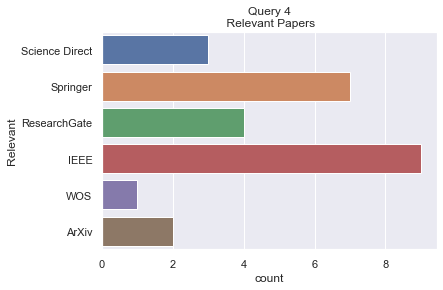 Query 4
Relevant Papers
Science Direct
Springer
ResearchGate
IEEE
WOS
ArXiv
Relevant
0 2 4 6 8
count